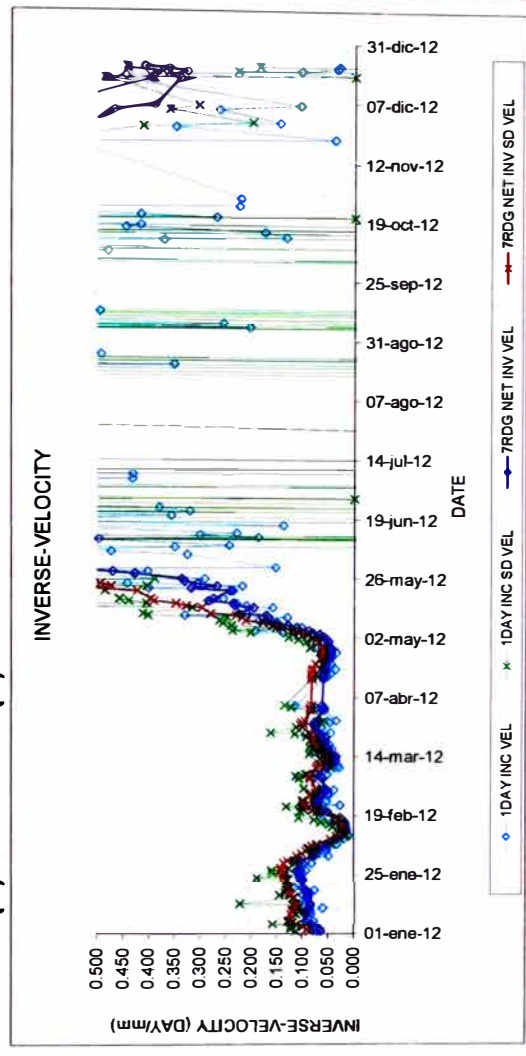 INVERSE-VELOCITY
INVERSE-VELOCITY (DAY/mm)
0.500
0.450
0.400
0.350
0.300
0.250
0.200
0.150
0.100
0.050
0.000
01-ene-12
25-ene-12
19-feb-12
14-mar-12
07-abr-12
02-may-12
26-may-12
19-jun-12
14-jul-12
07-ago-12
31-ago-12
25-sep-12
19-oct-12
12-nov-12
07-dic-12
31-dic-12
DATE
1DAY INC VEL
1DAY INC SD VEL
7RDG NET INV VEL
7RDG NET INV SD VEL